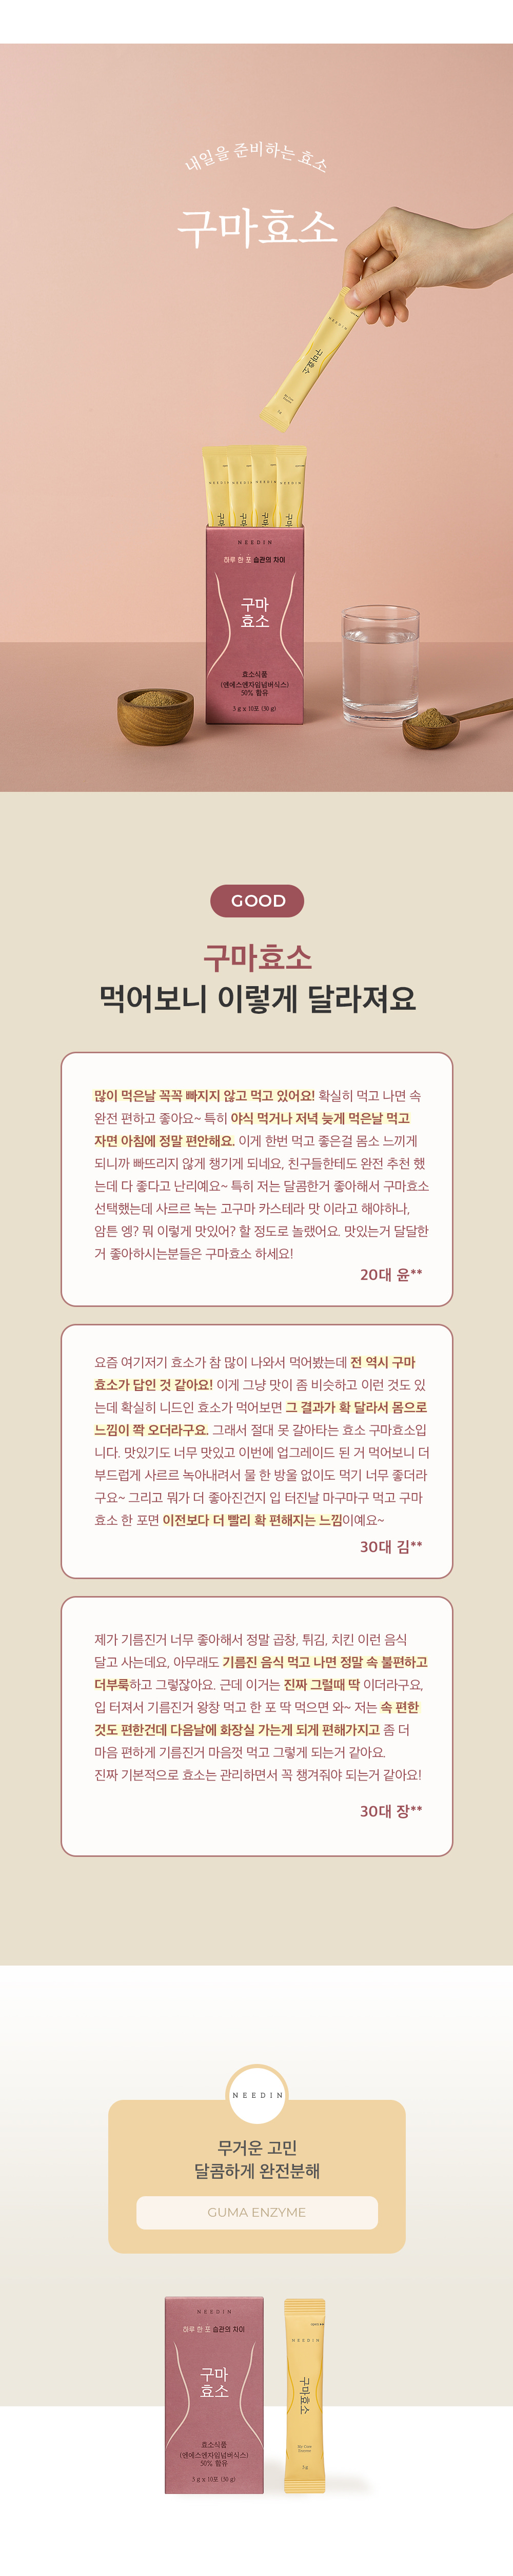 내일을 준비하는 효소
구마효소
NEEDIN
구마효소
3g
NEEDIN
하루 한 포 습관의 차이
구마
효소
효소식품
(엔에스엔자임넘버식스)
50% 함유
3 g x 10포 (30 g)
GOOD
구마효소
먹어보니 이렇게 달라져요
많이 먹은날 꼭꼭 빠지지 않고 먹고 있어요! 확실히 먹고 나면 속
완전 편하고 좋아요~ 특히 야식 먹거나 저녁 늦게 먹은날 먹고
자면 아침에 정말 편안해요. 이게 한번 먹고 좋은걸 몸소 느끼게
되니까 빠뜨리지 않게 챙기게 되네요, 친구들한테도 완전 추천 했
는데 다 좋다고 난리예요~ 특히 저는 달콤한거 좋아해서 구마효소
선택했는데 사르르 녹는 고구마 카스테라 맛 이라고 해야하나,
암튼 엥? 뭐 이렇게 맛있어? 할 정도로 놀랬어요. 맛있는거 달달한
거 좋아하시는분들은 구마효소 하세요!
20대 윤**
요즘 여기저기 효소가 참 많이 나와서 먹어봤는데 전 역시 구마
효소가 답인 것 같아요! 이게 그냥 맛이 좀 비슷하고 이런 것도 있
는데 확실히 니드인 효소가 먹어보면 그 결과가 확 달라서 몸으로
느낌이 쫙 오더라구요. 그래서 절대 못 갈아타는 효소 구마효소입
니다. 맛있기도 너무 맛있고 이번에 업그레이드 된 거 먹어보니 더
부드럽게 사르르 녹아내려서 물 한 방울 없이도 먹기 너무 좋더라
구요~ 그리고 뭐가 더 좋아진건지 입 터진날 마구마구 먹고 구마
효소 한 포면 이전보다 더 빨리 확 편해지는 느낌이예요~
30대 김**
제가 기름진거 너무 좋아해서 정말 곱창, 튀김, 치킨 이런 음식
달고 사는데요, 아무래도 기름진 음식 먹고 나면 정말 속 불편하고
더부룩하고 그렇잖아요. 근데 이거는 진짜 그럴때 딱 이더라구요,
입 터져서 기름진거 왕창 먹고 한 포 딱 먹으면 와~ 저는 속 편한
것도 편한건데 다음날에 화장실 가는게 되게 편해가지고 좀 더
마음 편하게 기름진거 마음껏 먹고 그렇게 되는거 같아요.
진짜 기본적으로 효소는 관리하면서 꼭 챙겨줘야 되는거 같아요!
30대 장**
NEEDIN
무거운 고민
달콤하게 완전분해
GUMA ENZYME
NEEDIN
하루 한 포 습관의 차이
구마
효소
효소식품
(엔에스엔자임넘버식스)
50% 함유
3 g x 10포 (30 g)
NEEDIN
구마효소
3g